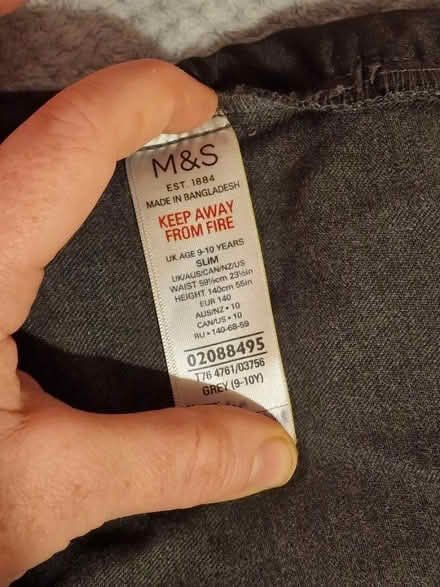 M&S
EST. 1884
MADE IN BANGLADESH
KEEP AWAY
FROM FIRE
UK AGE 9-10 YEARS
SLIM
UK/AUS/CAN/NZ/US
WAIST 59½cm 23½in
HEIGHT 140cm 55in
EUR 140
AUS/NZ • 10
CAN/US • 10
RU • 140-68-59
02088495
T76 4761/03756
GREY (9-10Y)